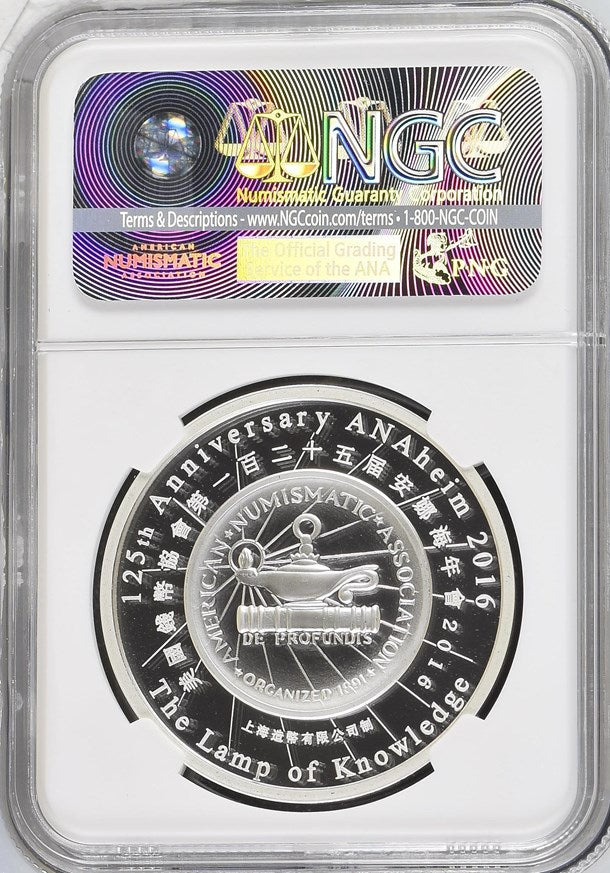 NGC
Numismatic Guaranty Corporation
Terms & Descriptions - www.NGCcoin.com/terms • 1-800-NGC-COIN
AMERICAN
NUMISMATIC
ASSOCIATION
The Official Grading
Service of the ANA
PNG
125th Anniversary ANAheim 2016
美國錢幣協會第一百二十五届安娜海年會2016
AMERICAN★NUMISMATIC★ASSOCIATION
DE PROFUNDIS
★ORGANIZED 1891★
上海造幣有限公司制
The Lamp of Knowledge